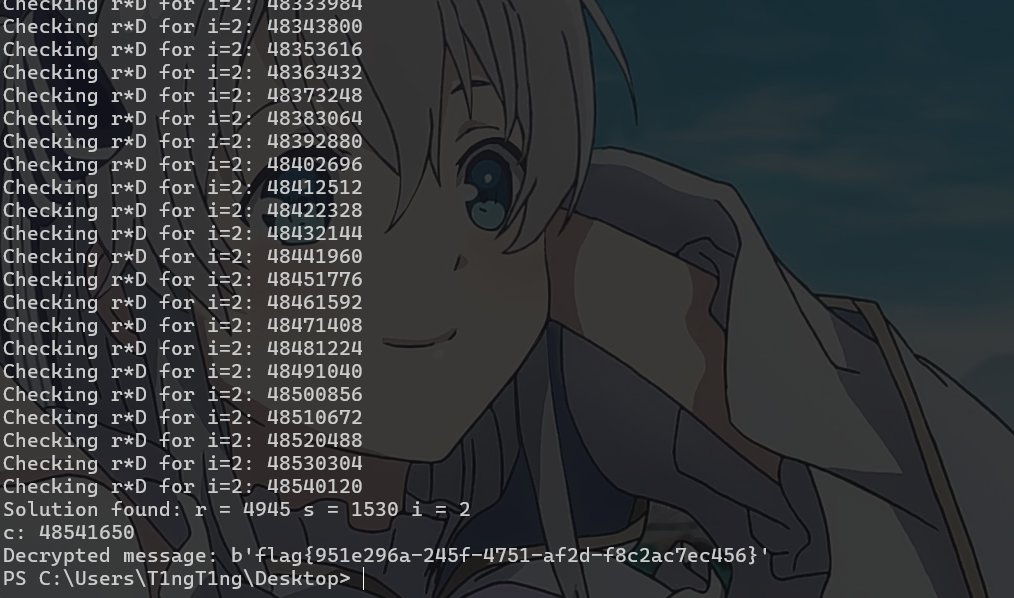 Checking r*D for i=2: 48333984
Checking r*D for i=2: 48343800
Checking r*D for i=2: 48353616
Checking r*D for i=2: 48363432
Checking r*D for i=2: 48373248
Checking r*D for i=2: 48383064
Checking r*D for i=2: 48392880
Checking r*D for i=2: 48402696
Checking r*D for i=2: 48412512
Checking r*D for i=2: 48422328
Checking r*D for i=2: 48432144
Checking r*D for i=2: 48441960
Checking r*D for i=2: 48451776
Checking r*D for i=2: 48461592
Checking r*D for i=2: 48471408
Checking r*D for i=2: 48481224
Checking r*D for i=2: 48491040
Checking r*D for i=2: 48500856
Checking r*D for i=2: 48510672
Checking r*D for i=2: 48520488
Checking r*D for i=2: 48530304
Checking r*D for i=2: 48540120
Solution found: r = 4945 s = 1530 i = 2
c: 48541650
Decrypted message: b'flag{951e296a-245f-4751-af2d-f8c2ac7ec456}'
PS C:\Users\T1ngT1ng\Desktop>